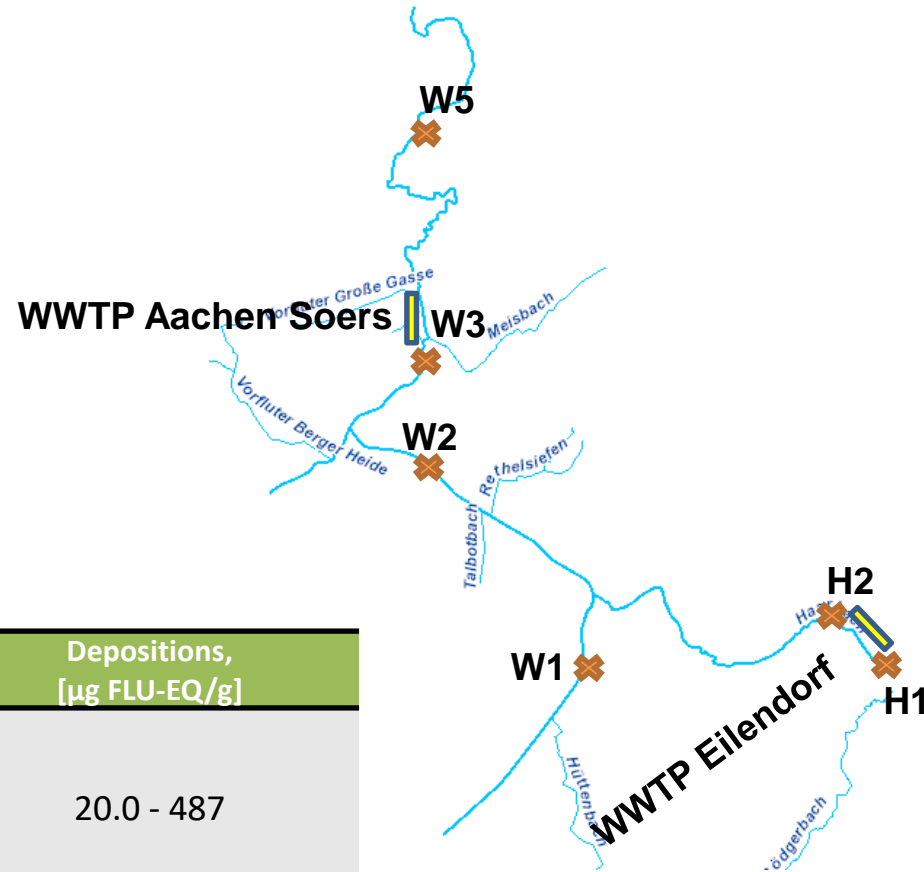 W5
Vorfluter Große Gasse
WWTP Aachen Soers
W3
Meisbach
Vorfluter Berger Heide
W2
Rethelsiefen
Talbotbach
H2
W1
H1
WWTP Eilendorf
Hüttenbach
Depositions,
[µg FLU-EQ/g]
20.0 - 487